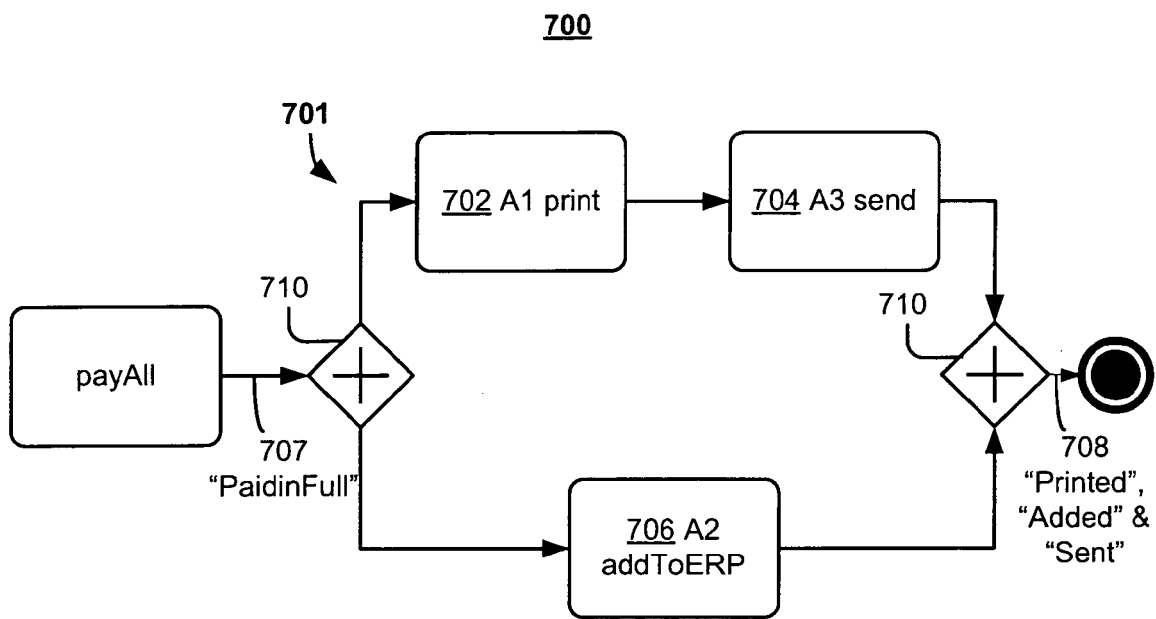 700
701
702 A1 print
704 A3 send
710
710
payAll
707
“PaidinFull”
708
“Printed”,
“Added” &
“Sent”
706 A2
addToERP